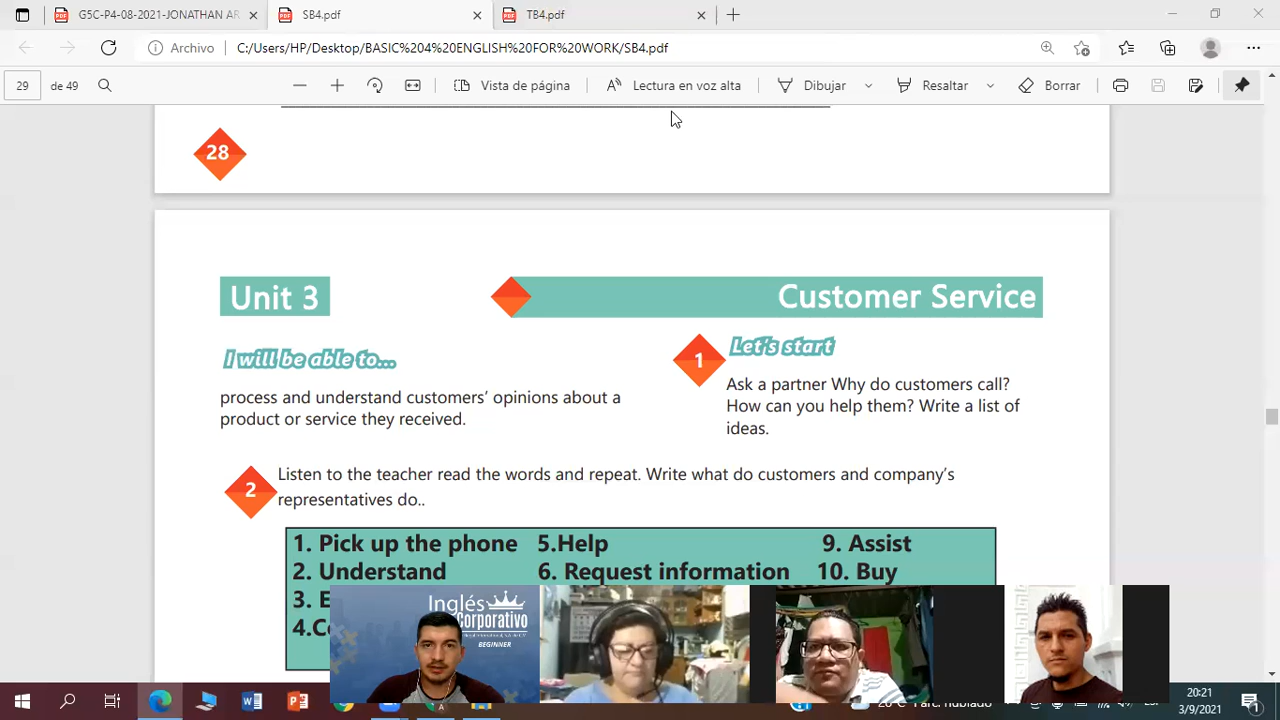 G5C-P4-08-2021-JONATHAN AR
SB4.pdf
TB4.pdf
Archivo
C:/Users/HP/Desktop/BASIC%204%20ENGLISH%20FOR%20WORK/SB4.pdf
29
de 49
Vista de página
Lectura en voz alta
Dibujar
Resaltar
Borrar
28
Unit 3
Customer Service
I will be able to...
process and understand customers’ opinions about a
product or service they received.
1
Let's start
Ask a partner Why do customers call?
How can you help them? Write a list of
ideas.
2
Listen to the teacher read the words and repeat. Write what do customers and company’s
representatives do..
1. Pick up the phone
5.Help
9. Assist
2. Understand
6. Request information
10. Buy
3.
4.
Inglés
Corporativo
BEGINNER
20:21
3/9/2021